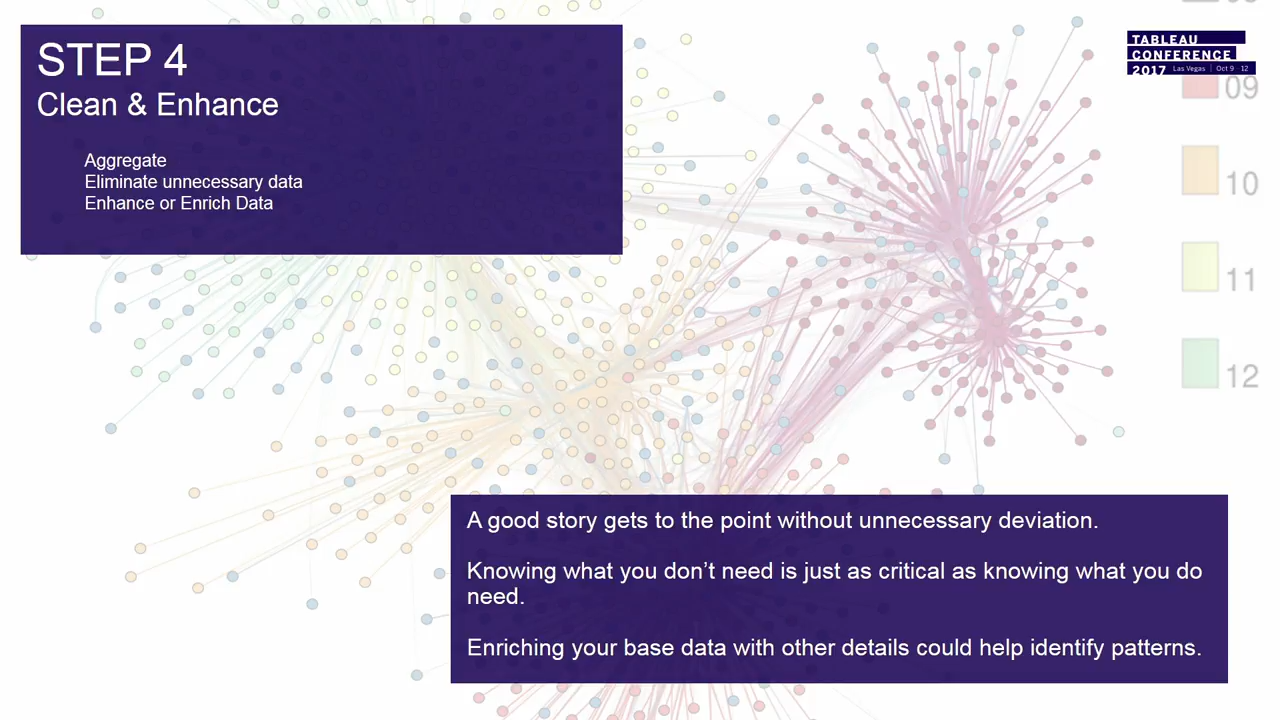 STEP 4
Clean & Enhance
Aggregate
Eliminate unnecessary data
Enhance or Enrich Data
TABLEAU
CONFERENCE
2017 Las Vegas | Oct 9 - 12
09
10
11
12
A good story gets to the point without unnecessary deviation.
Knowing what you don’t need is just as critical as knowing what you do
need.
Enriching your base data with other details could help identify patterns.